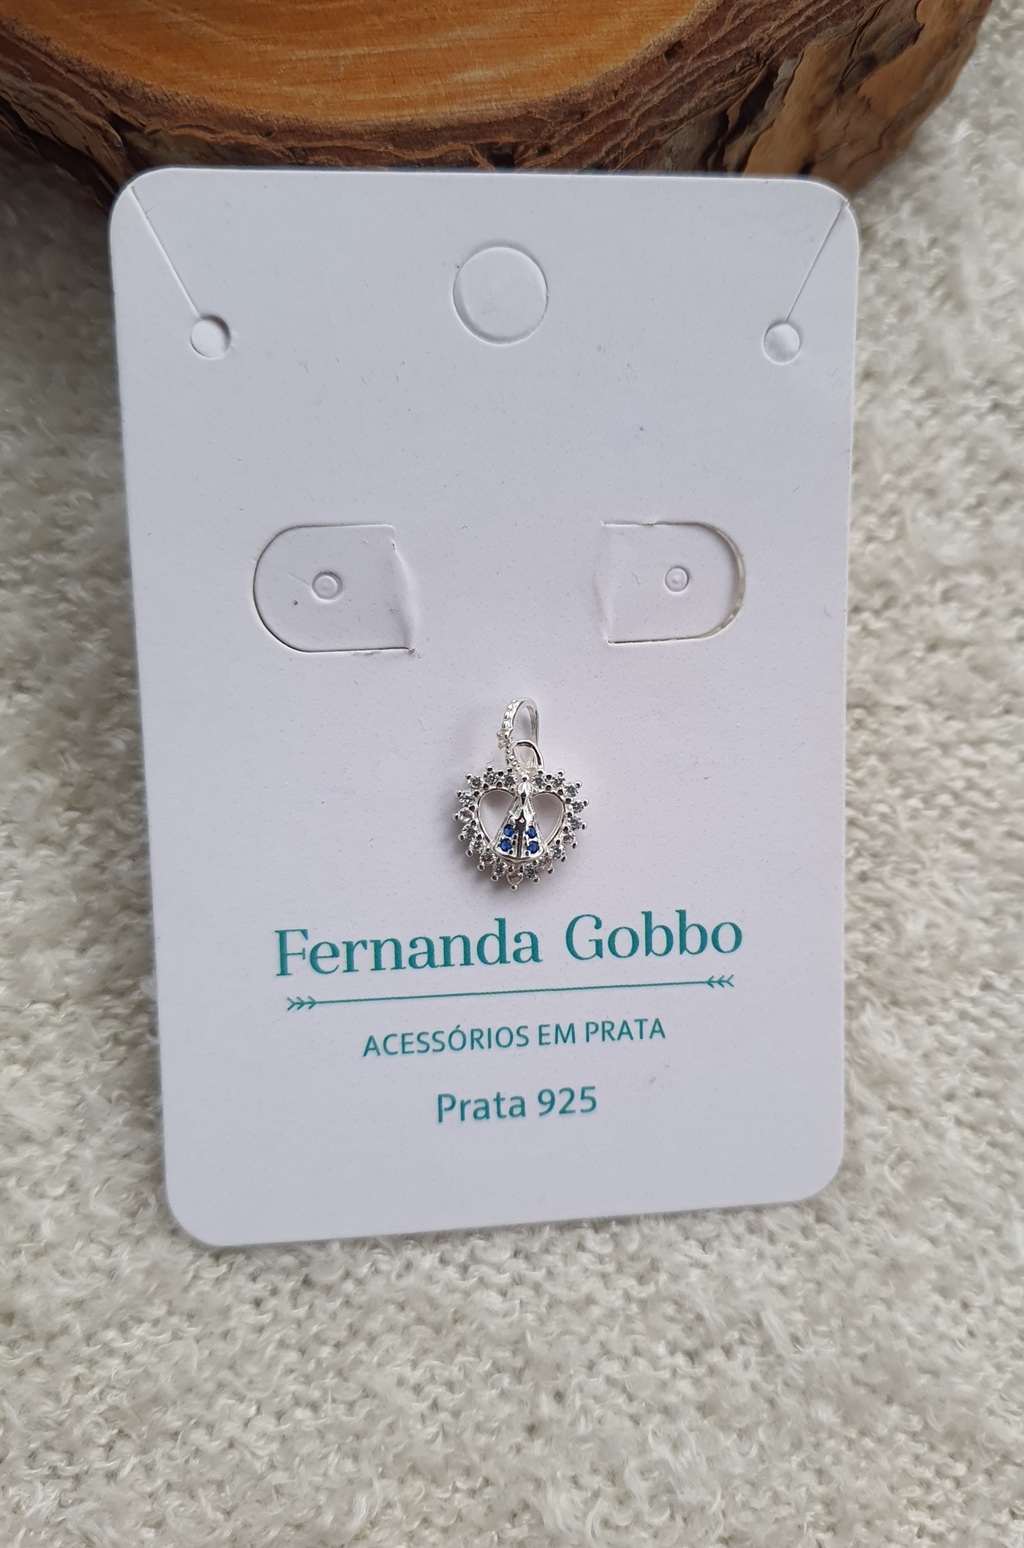 Fernanda Gobbo
ACESSÓRIOS EM PRATA
Prata 925